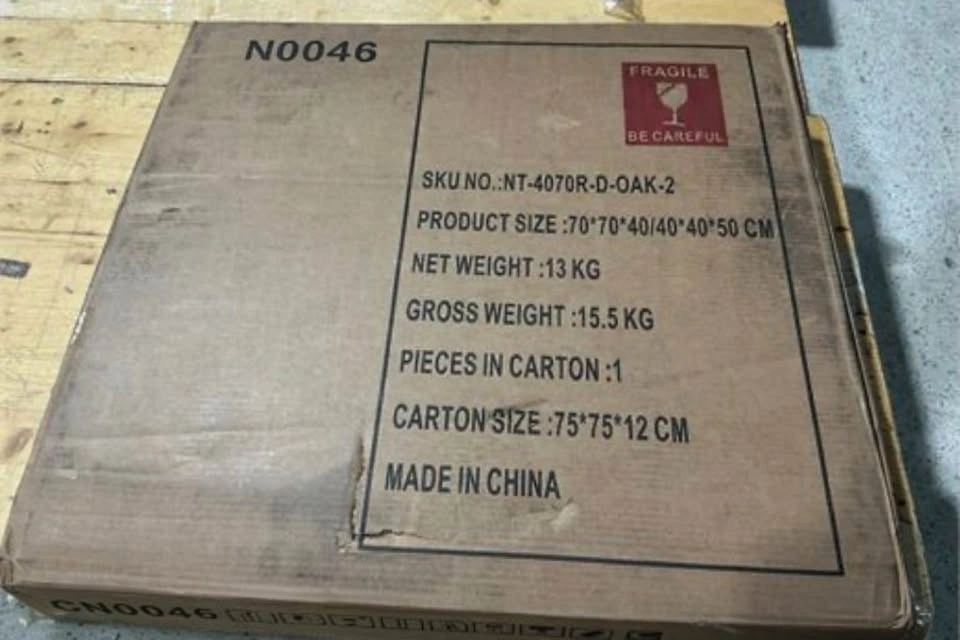 N0046
FRAGILE
BE CAREFUL
SKU NO.:NT-4070R-D-OAK-2
PRODUCT SIZE :70*70*40/40*40*50 CM
NET WEIGHT :13 KG
GROSS WEIGHT :15.5 KG
PIECES IN CARTON :1
CARTON SIZE :75*75*12 CM
MADE IN CHINA
CN0046